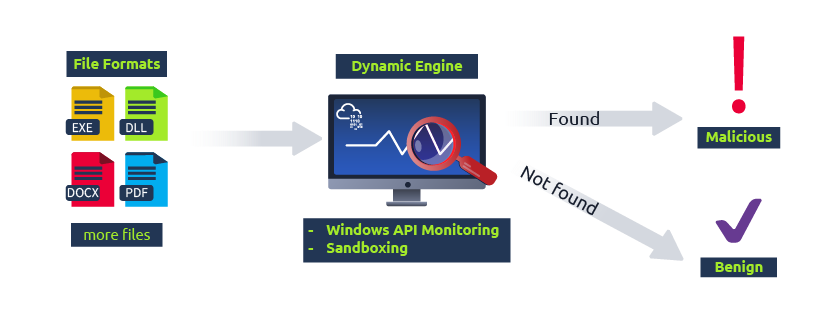 File Formats
EXE
DLL
DOCX
PDF
more files
Dynamic Engine
- Windows API Monitoring
- Sandboxing
Found
Not found
Malicious
Benign